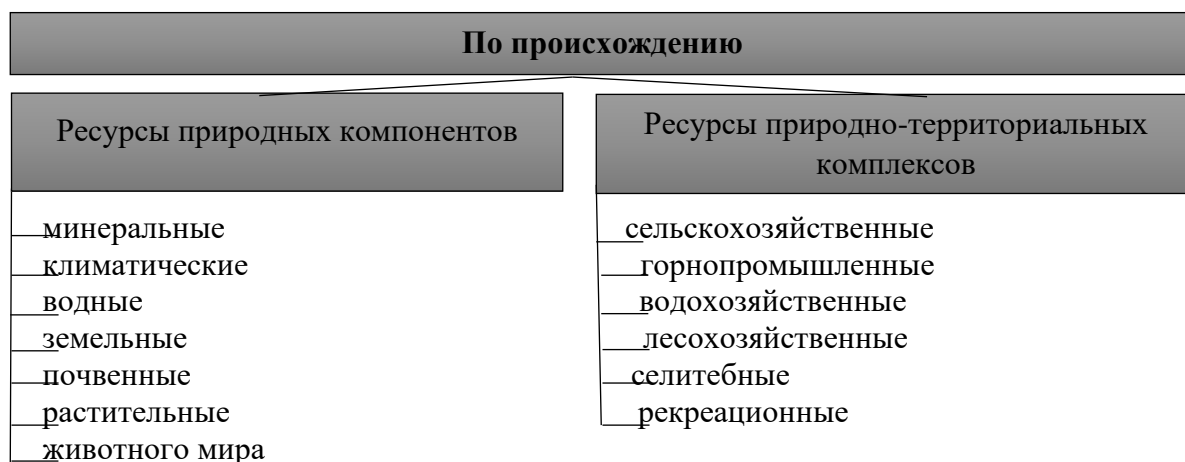 По происхождению
Ресурсы природных компонентов
минеральные
климатические
водные
земельные
почвенные
растительные
животного мира
Ресурсы природно-территориальных
комплексов
сельскохозяйственные
горнопромышленные
водохозяйственные
лесохозяйственные
селитебные
рекреационные